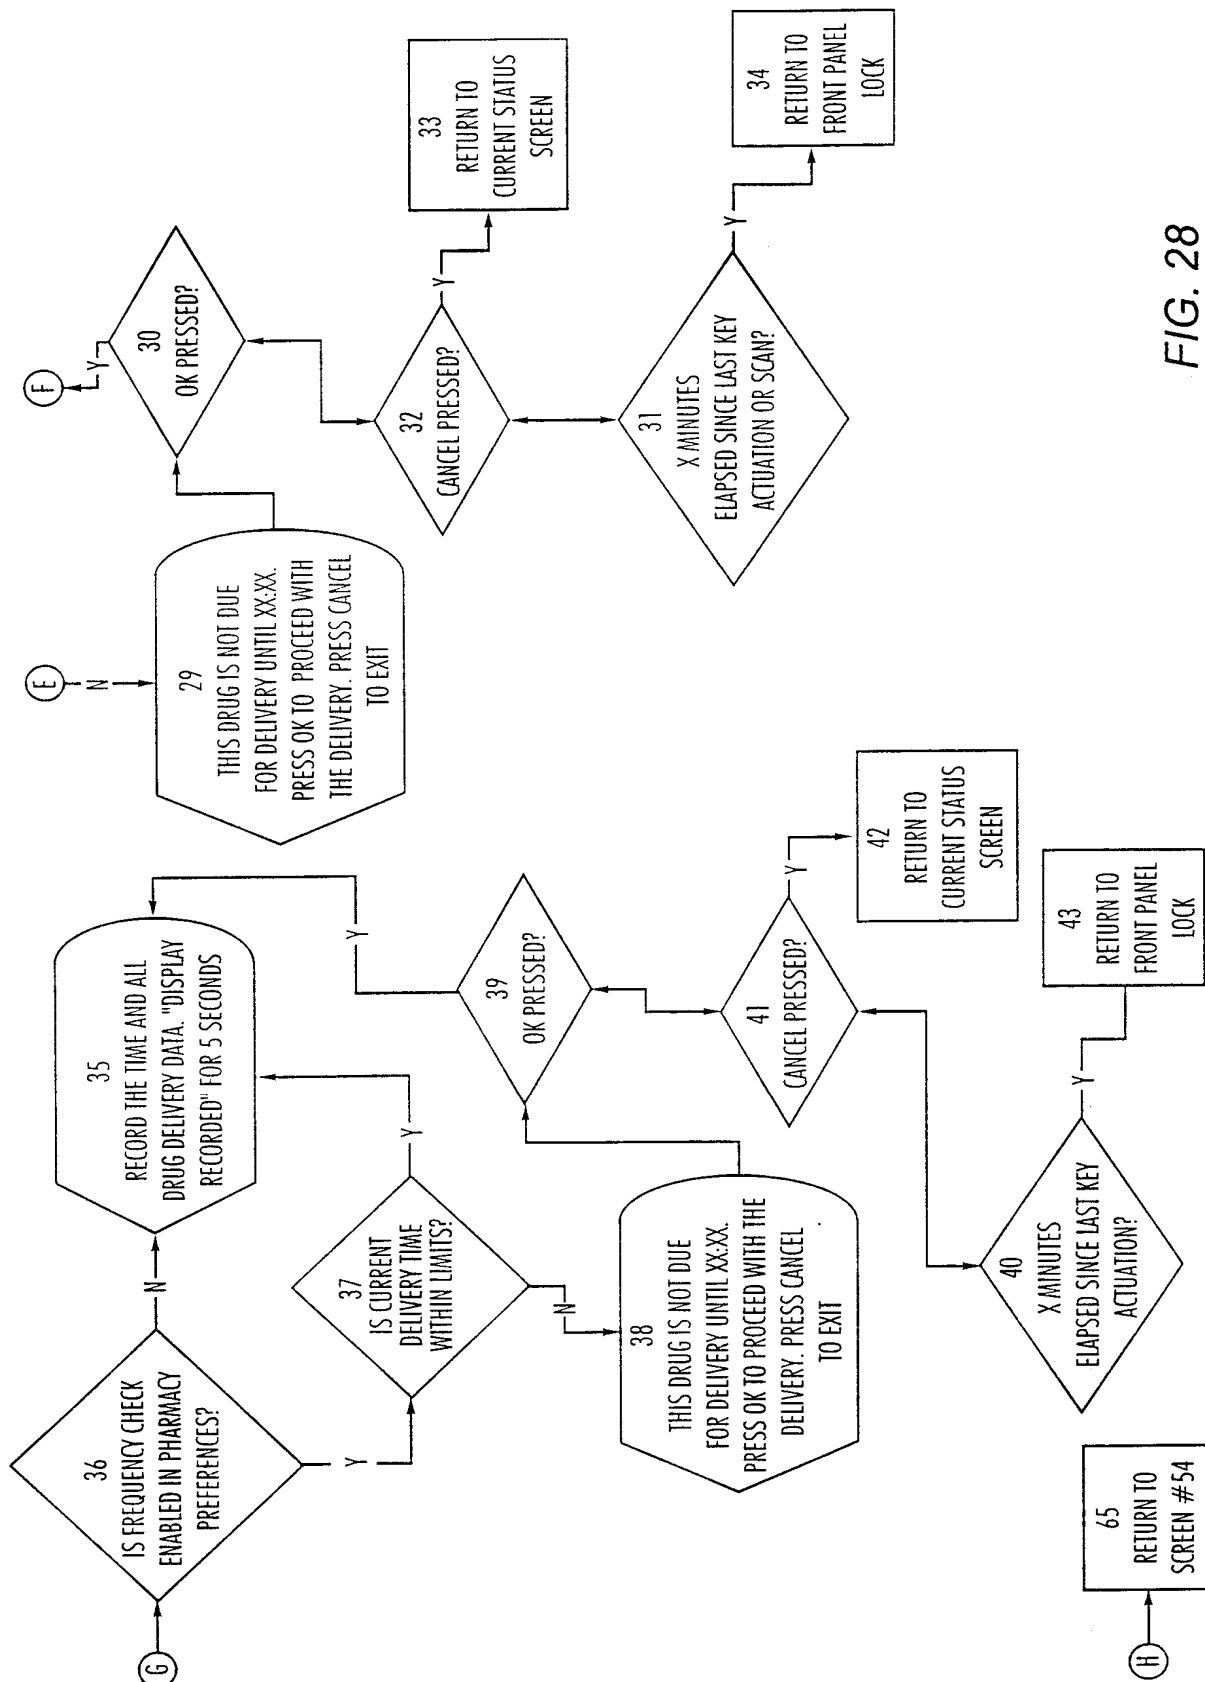 G
36
IS FREQUENCY CHECK
ENABLED IN PHARMACY
PREFERENCES?
N
Y
35
RECORD THE TIME AND ALL
DRUG DELIVERY DATA. "DISPLAY
RECORDED" FOR 5 SECONDS
37
IS CURRENT
DELIVERY TIME
WITHIN LIMITS?
Y
N
38
THIS DRUG IS NOT DUE
FOR DELIVERY UNTIL XX:XX.
PRESS OK TO PROCEED WITH THE
DELIVERY. PRESS CANCEL
TO EXIT
39
OK PRESSED?
Y
41
CANCEL PRESSED?
Y
42
RETURN TO
CURRENT STATUS
SCREEN
40
X MINUTES
ELAPSED SINCE LAST KEY
ACTUATION?
Y
43
RETURN TO
FRONT PANEL
LOCK
H
65
RETURN TO
SCREEN #54
E
N
29
THIS DRUG IS NOT DUE
FOR DELIVERY UNTIL XX:XX.
PRESS OK TO PROCEED WITH
THE DELIVERY. PRESS CANCEL
TO EXIT
F
Y
30
OK PRESSED?
32
CANCEL PRESSED?
Y
33
RETURN TO
CURRENT STATUS
SCREEN
31
X MINUTES
ELAPSED SINCE LAST KEY
ACTUATION OR SCAN?
Y
34
RETURN TO
FRONT PANEL
LOCK
FIG. 28